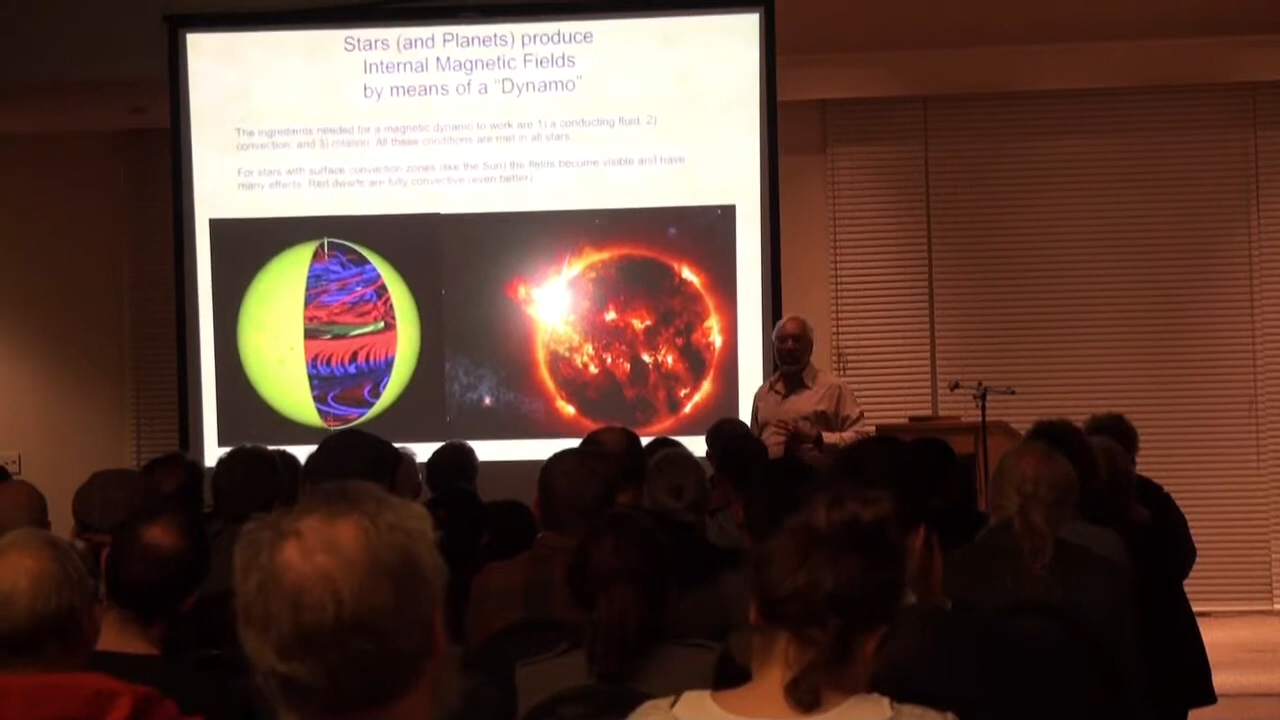 Stars (and Planets) produce
Internal Magnetic Fields
by means of a "Dynamo"
The ingredients needed for a magnetic dynamo to work are 1) a conducting fluid, 2)
convection, and 3) rotation. All these conditions are met in all stars.
For stars with surface convection zones (like the Sun) the fields become visible and have
many effects. Red dwarfs are fully convective (even better)